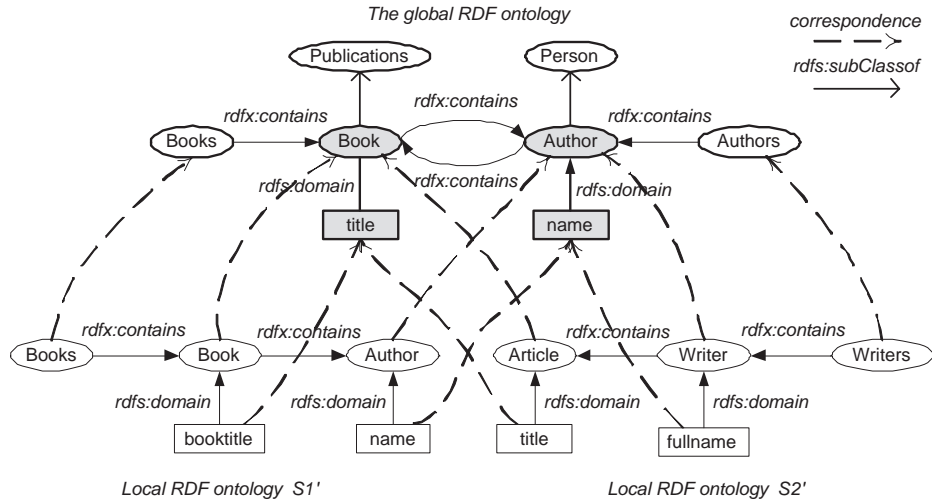 The global RDF ontology
correspondence
rdfs:subClassof
Publications
Person
rdfx:contains
rdfx:contains
rdfx:contains
Books
Book
Author
Authors
rdfs:domain
rdfx:contains
rdfs:domain
title
name
rdfx:contains
rdfx:contains
rdfx:contains
rdfx:contains
Books
Book
Author
Article
Writer
Writers
rdfs:domain
rdfs:domain
rdfs:domain
rdfs:domain
booktitle
name
title
fullname
Local RDF ontology S1'
Local RDF ontology S2'